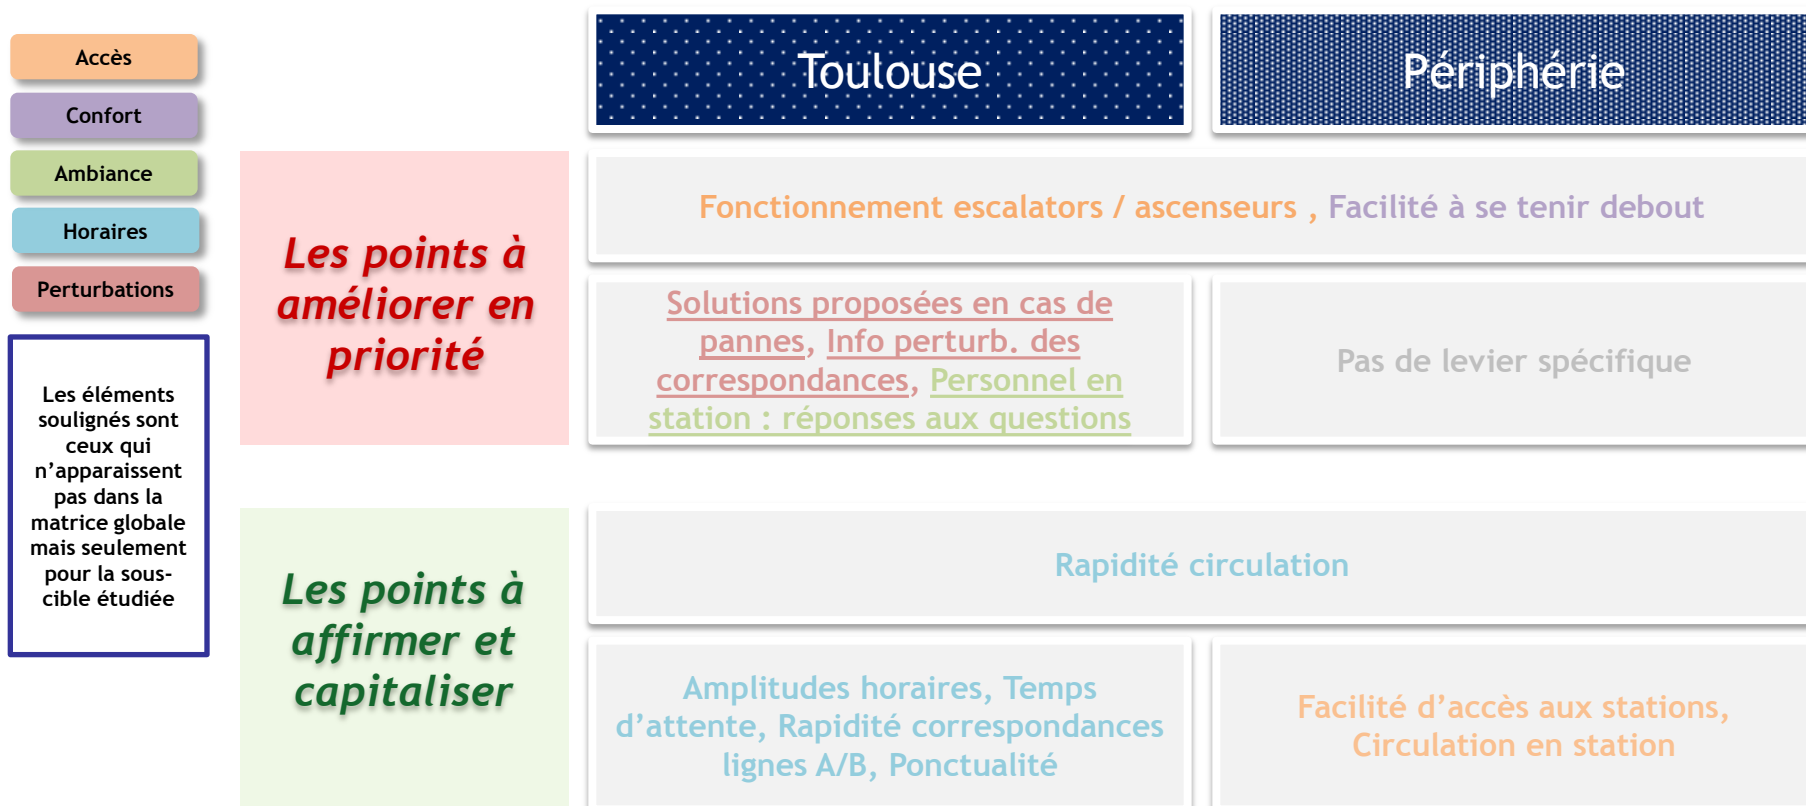 Accès
Confort
Ambiance
Horaires
Perturbations
Les éléments
soulignés sont
ceux qui
n’apparaissent
pas dans la
matrice globale
mais seulement
pour la sous-
cible étudiée
Toulouse
Périphérie
Les points à
améliorer en
priorité
Fonctionnement escalators / ascenseurs , Facilité à se tenir debout
Solutions proposées en cas de
pannes, Info perturb. des
correspondances, Personnel en
station : réponses aux questions
Pas de levier spécifique
Les points à
affirmer et
capitaliser
Rapidité circulation
Amplitudes horaires, Temps
d’attente, Rapidité correspondances
lignes A/B, Ponctualité
Facilité d’accès aux stations,
Circulation en station